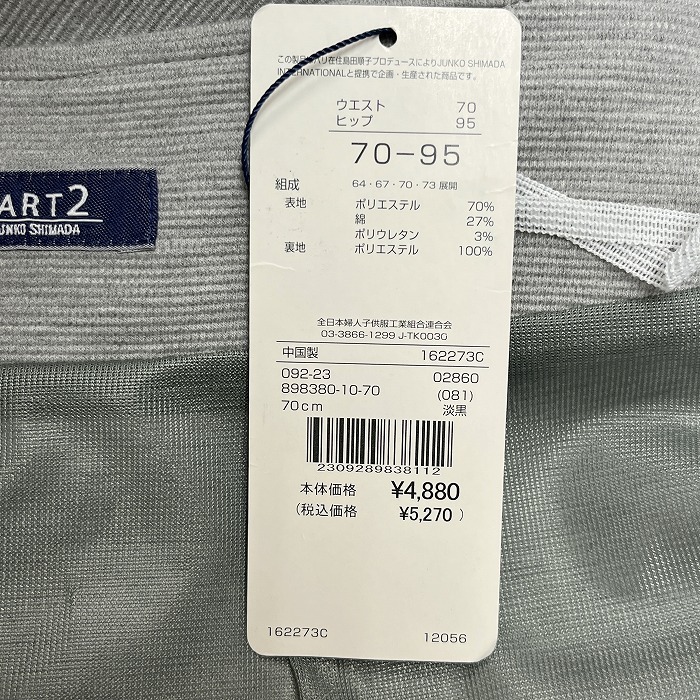 この製品はパリ在住島田順子プロデュースによりJUNKO SHIMADA
INTERNATIONALと提携で企画・生産された商品です。
ウエスト 70
ヒップ 95
70-95
組成 64・67・70・73 展開
表地 ポリエステル 70%
綿 27%
ポリウレタン 3%
裏地 ポリエステル 100%
ART2
JUNKO SHIMADA
全日本婦人子供服工業組合連合会
03-3866-1299 J-TK0030
中国製 162273C
092-23 02860
898380-10-70 (081)
70cm 淡黒
2309289838112
本体価格 ¥4,880
(税込価格 ¥5,270)
162273C 12056